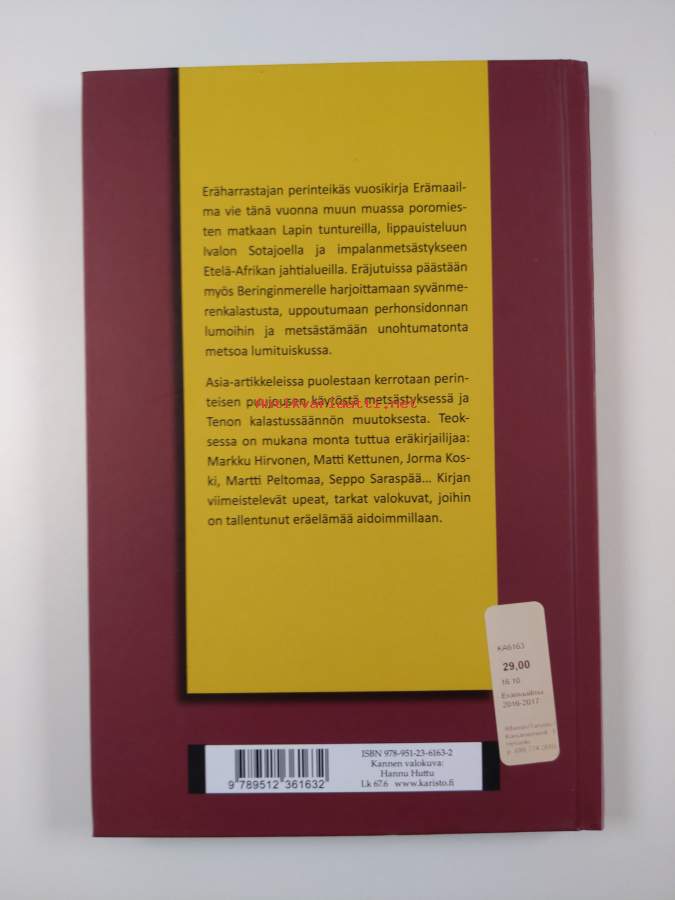 Eräharrastajan perinteikäs vuosikirja Erämaail-
ma vie tänä vuonna muun muassa poromies-
ten matkaan Lapin tuntureilla, lippauisteluun
Ivalon Sotajoella ja impalanmetsästykseen
Etelä-Afrikan jahtialueilla. Eräjutuissa päästään
myös Beringinmerelle harjoittamaan syvänme-
renkalastusta, uppoutumaan perhonsidonnan
lumoihin ja metsästämään unohtumatonta
metsoa lumituiskussa.
Asia-artikkeleissa puolestaan kerrotaan perin-
teisen puujousen käytöstä metsästyksessä ja
Antikvariaatti.net
Tenon kalastussäännön muutoksesta. Teok-
sessa on mukana monta tuttua eräkirjailijaa:
Markku Hirvonen, Matti Kettunen, Jorma Kos-
ki, Martti Peltomaa, Seppo Saraspää... Kirjan
viimeistelevät upeat, tarkat valokuvat, joihin
on tallentunut eräelämää aidoimmillaan.
KA6163
29,00
16.10
Erämaailma
2016-2017
ISBN 978-951-23-6163-2
Kannen valokuva:
Hannu Huttu
Lk 67.6 www.karisto.fi
9 789512 361632